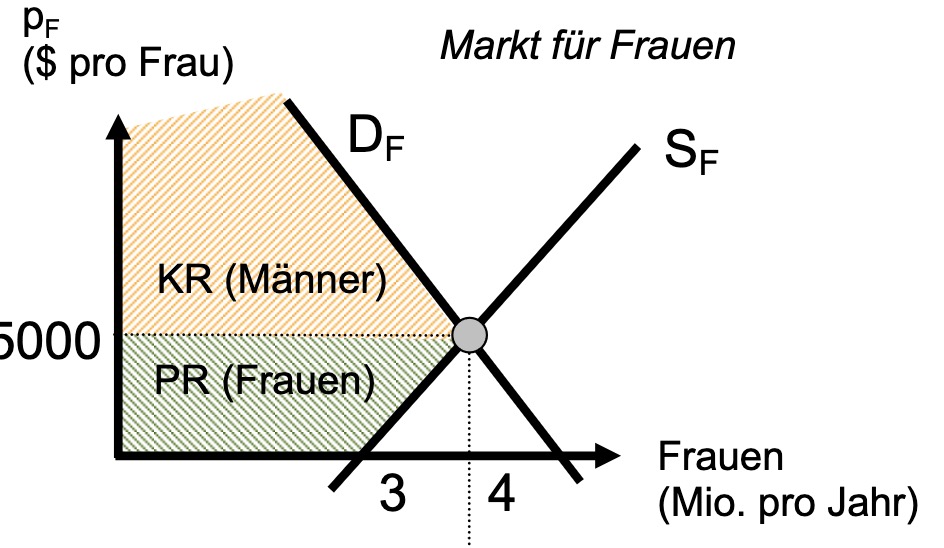 pF
($ pro Frau)
Markt für Frauen
DF
SF
KR (Männer)
5000
PR (Frauen)
3 4
Frauen
(Mio. pro Jahr)